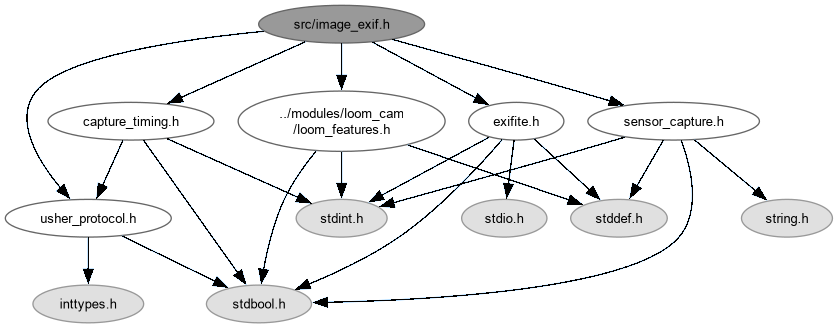 src/image_exif.h
capture_timing.h
../modules/loom_cam
/loom_features.h
exifite.h
sensor_capture.h
usher_protocol.h
stdint.h
stdio.h
stddef.h
string.h
inttypes.h
stdbool.h